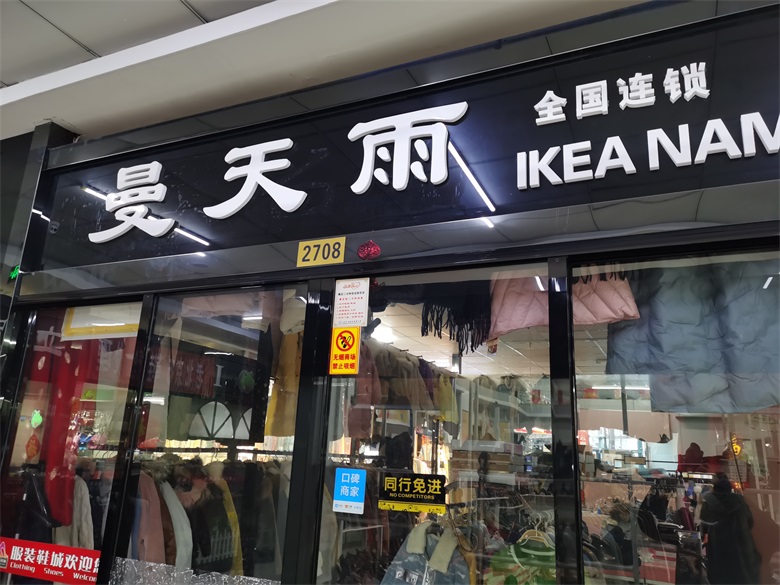 曼天雨
全国连锁
IKEA NAM
2708
无烟商场
禁止吸烟
口碑
商家
同行免进
NO COMPETITORS
服装鞋城欢迎
Clothing Shoes Welcome